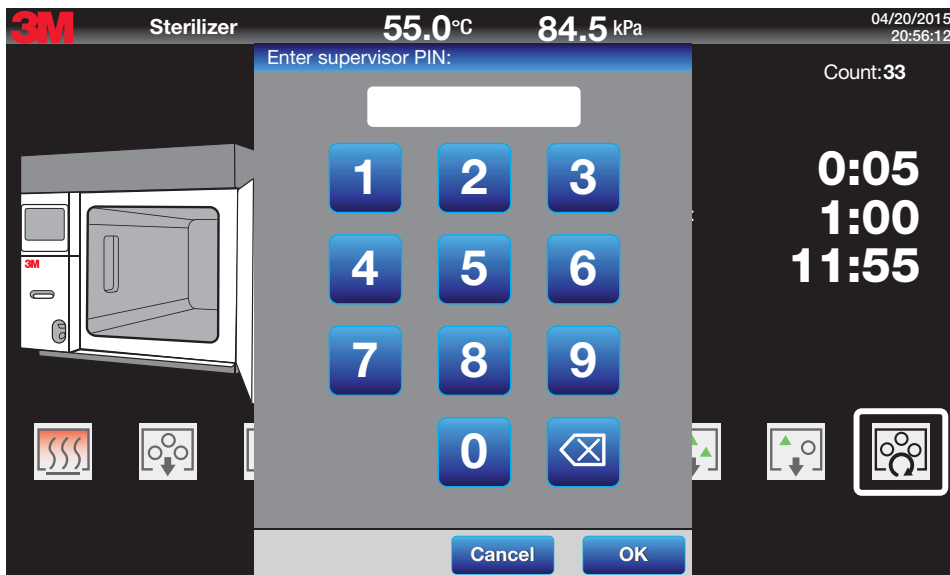 3M Sterilizer 55.0°C 84.5 kPa 04/20/2015
20:56:12
Enter supervisor PIN:
Count:33
1 2 3
0:05
: 1:00
4 5 6
11:55
3M
7 8 9
0
Cancel OK